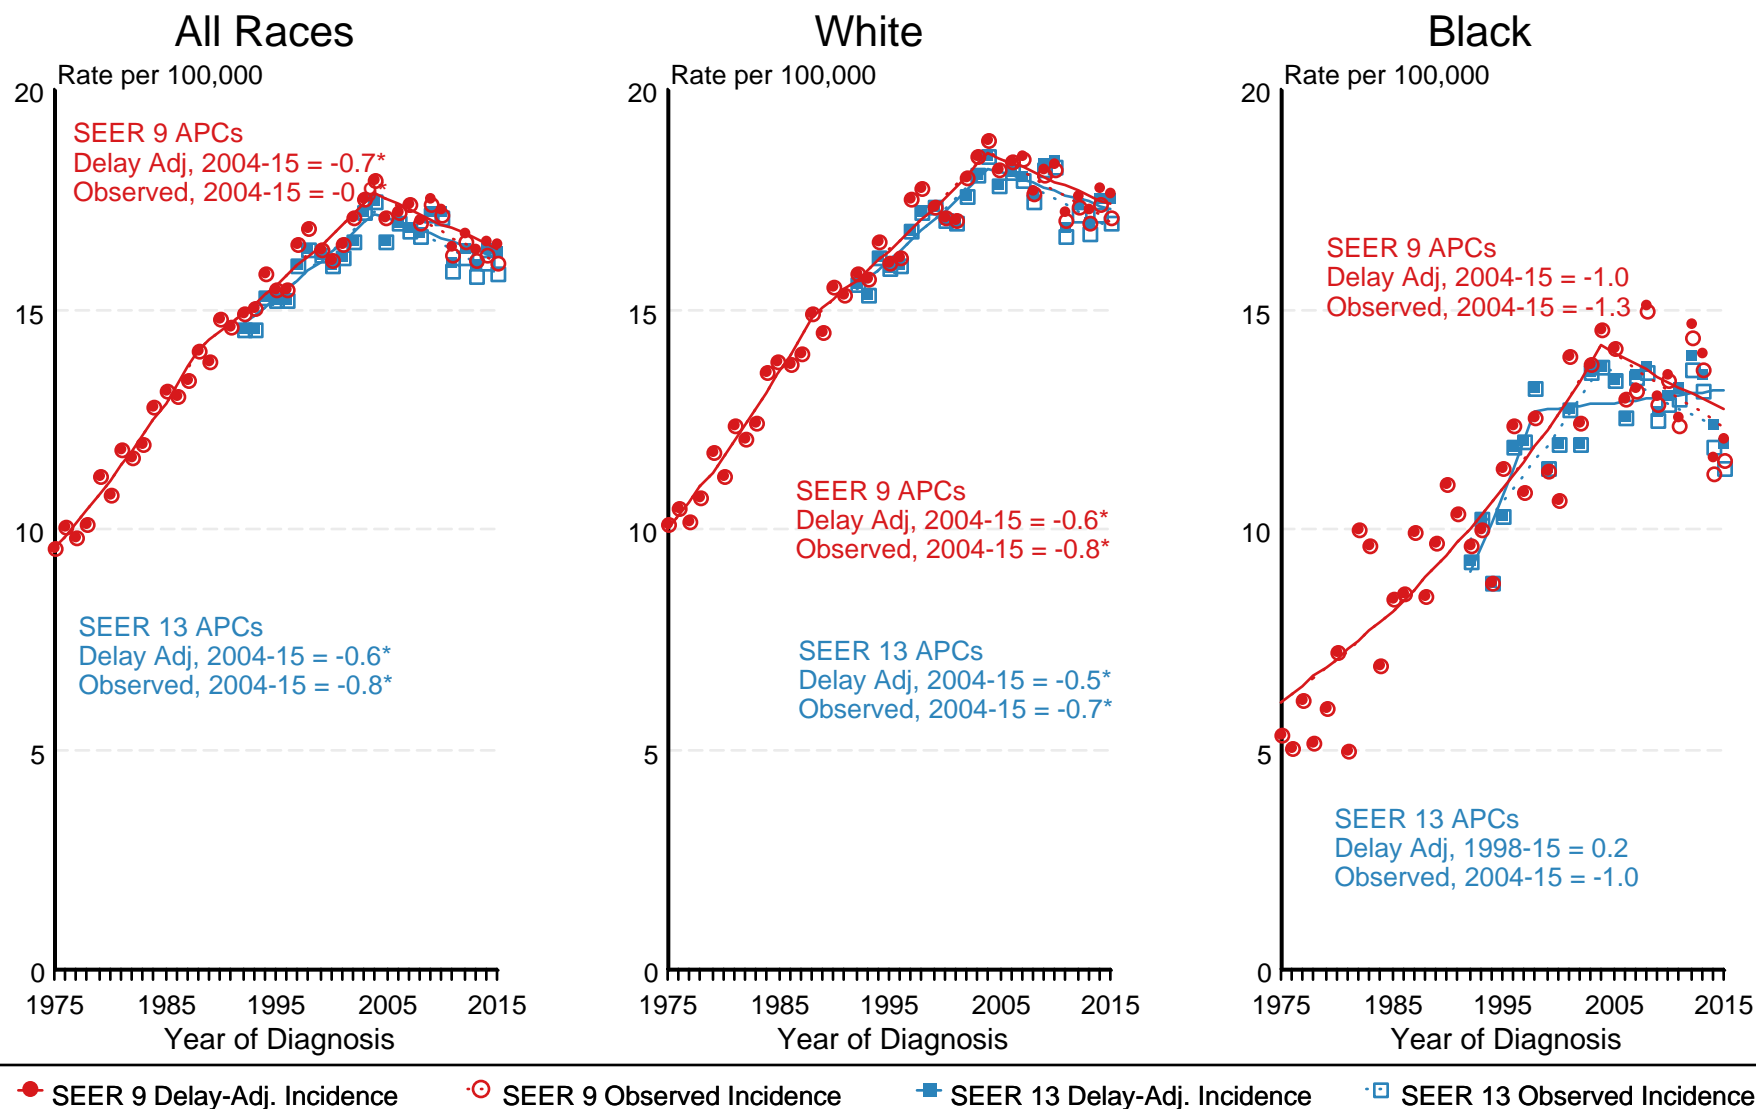 All Races
Rate per 100,000
20
15
10
5
0
SEER 9 APCs
Delay Adj, 2004-15 = -0.7*
Observed, 2004-15 = -0
*
SEER 13 APCs
Delay Adj, 2004-15 = -0.6*
Observed, 2004-15 = -0.8*
1975 1985 1995 2005 2015
Year of Diagnosis
White
Rate per 100,000
20
15
10
5
0
SEER 9 APCs
Delay Adj, 2004-15 = -0.6*
Observed, 2004-15 = -0.8*
SEER 13 APCs
Delay Adj, 2004-15 = -0.5*
Observed, 2004-15 = -0.7*
1975 1985 1995 2005 2015
Year of Diagnosis
Black
Rate per 100,000
20
15
10
5
0
SEER 9 APCs
Delay Adj, 2004-15 = -1.0
Observed, 2004-15 = -1.3
SEER 13 APCs
Delay Adj, 1998-15 = 0.2
Observed, 2004-15 = -1.0
1975 1985 1995 2005 2015
Year of Diagnosis
SEER 9 Delay-Adj. Incidence SEER 9 Observed Incidence SEER 13 Delay-Adj. Incidence SEER 13 Observed Incidence